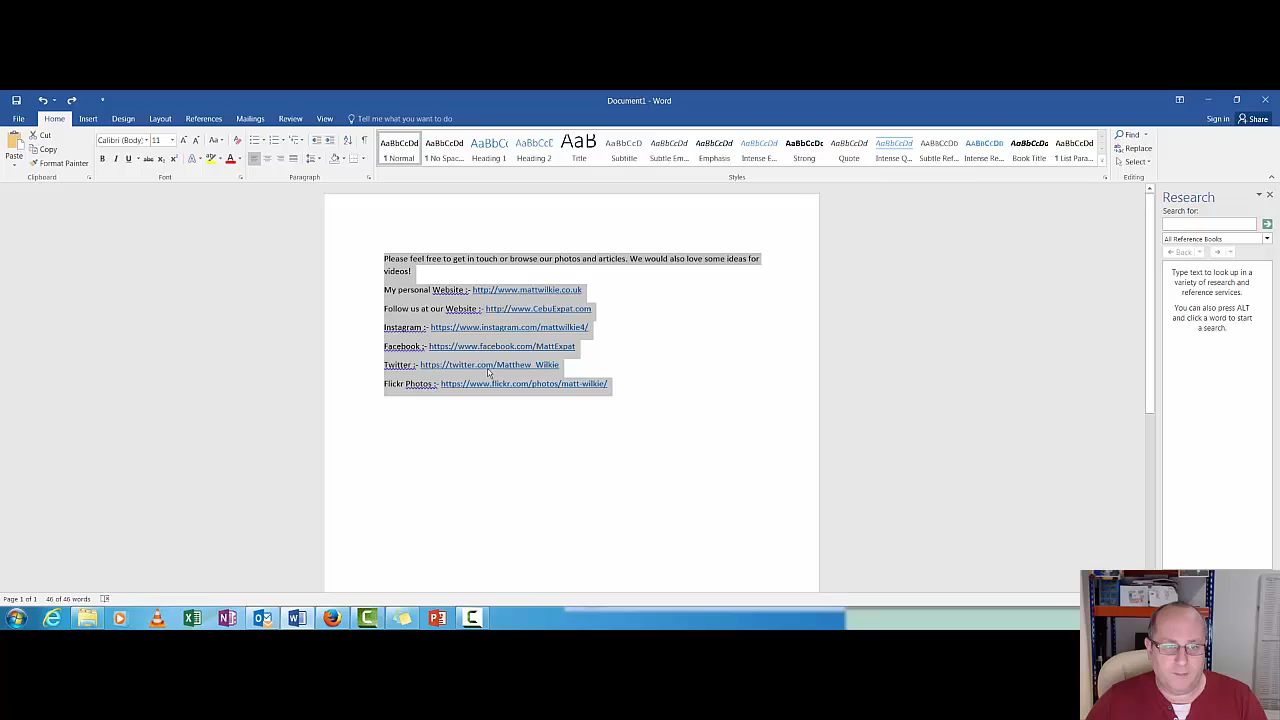 Document1 - Word
File Home Insert Design Layout References Mailings Review View Tell me what you want to do Sign in Share
Paste Cut Copy Format Painter
Clipboard
Calibri (Body) 11
Font
Paragraph
AaBbCcDd AaBbCcDd AaBbC AaBbCcC AaB AaBbCcD AaBbCcDd AaBbCcDd AaBbCcDd AaBbCcDd AaBbCcDd AaBbCcDd AaBbCcDd AaBbCcDd AaBbCcDd AaBbCcDd
¶ Normal ¶ No Spac... Heading 1 Heading 2 Title Subtitle Subtle Em... Emphasis Intense E... Strong Quote Intense Q... Subtle Ref... Intense Re... Book Title ¶ List Para...
Styles
Find
Replace
Select
Editing
Please feel free to get in touch or browse our photos and articles. We would also love some ideas for
videos!
My personal Website :- http://www.mattwilkie.co.uk
Follow us at our Website :- http://www.CebuExpat.com
Instagram :- https://www.instagram.com/mattwilkie4/
Facebook :- https://www.facebook.com/MattExpat
Twitter :- https://twitter.com/Matthew_Wilkie
Flickr Photos :- https://www.flickr.com/photos/matt-wilkie/
Research
Search for:
All Reference Books
Back
Type text to look up in a
variety of research and
reference services.
You can also press ALT
and click a word to start
a search.
Page 1 of 1 46 of 46 words